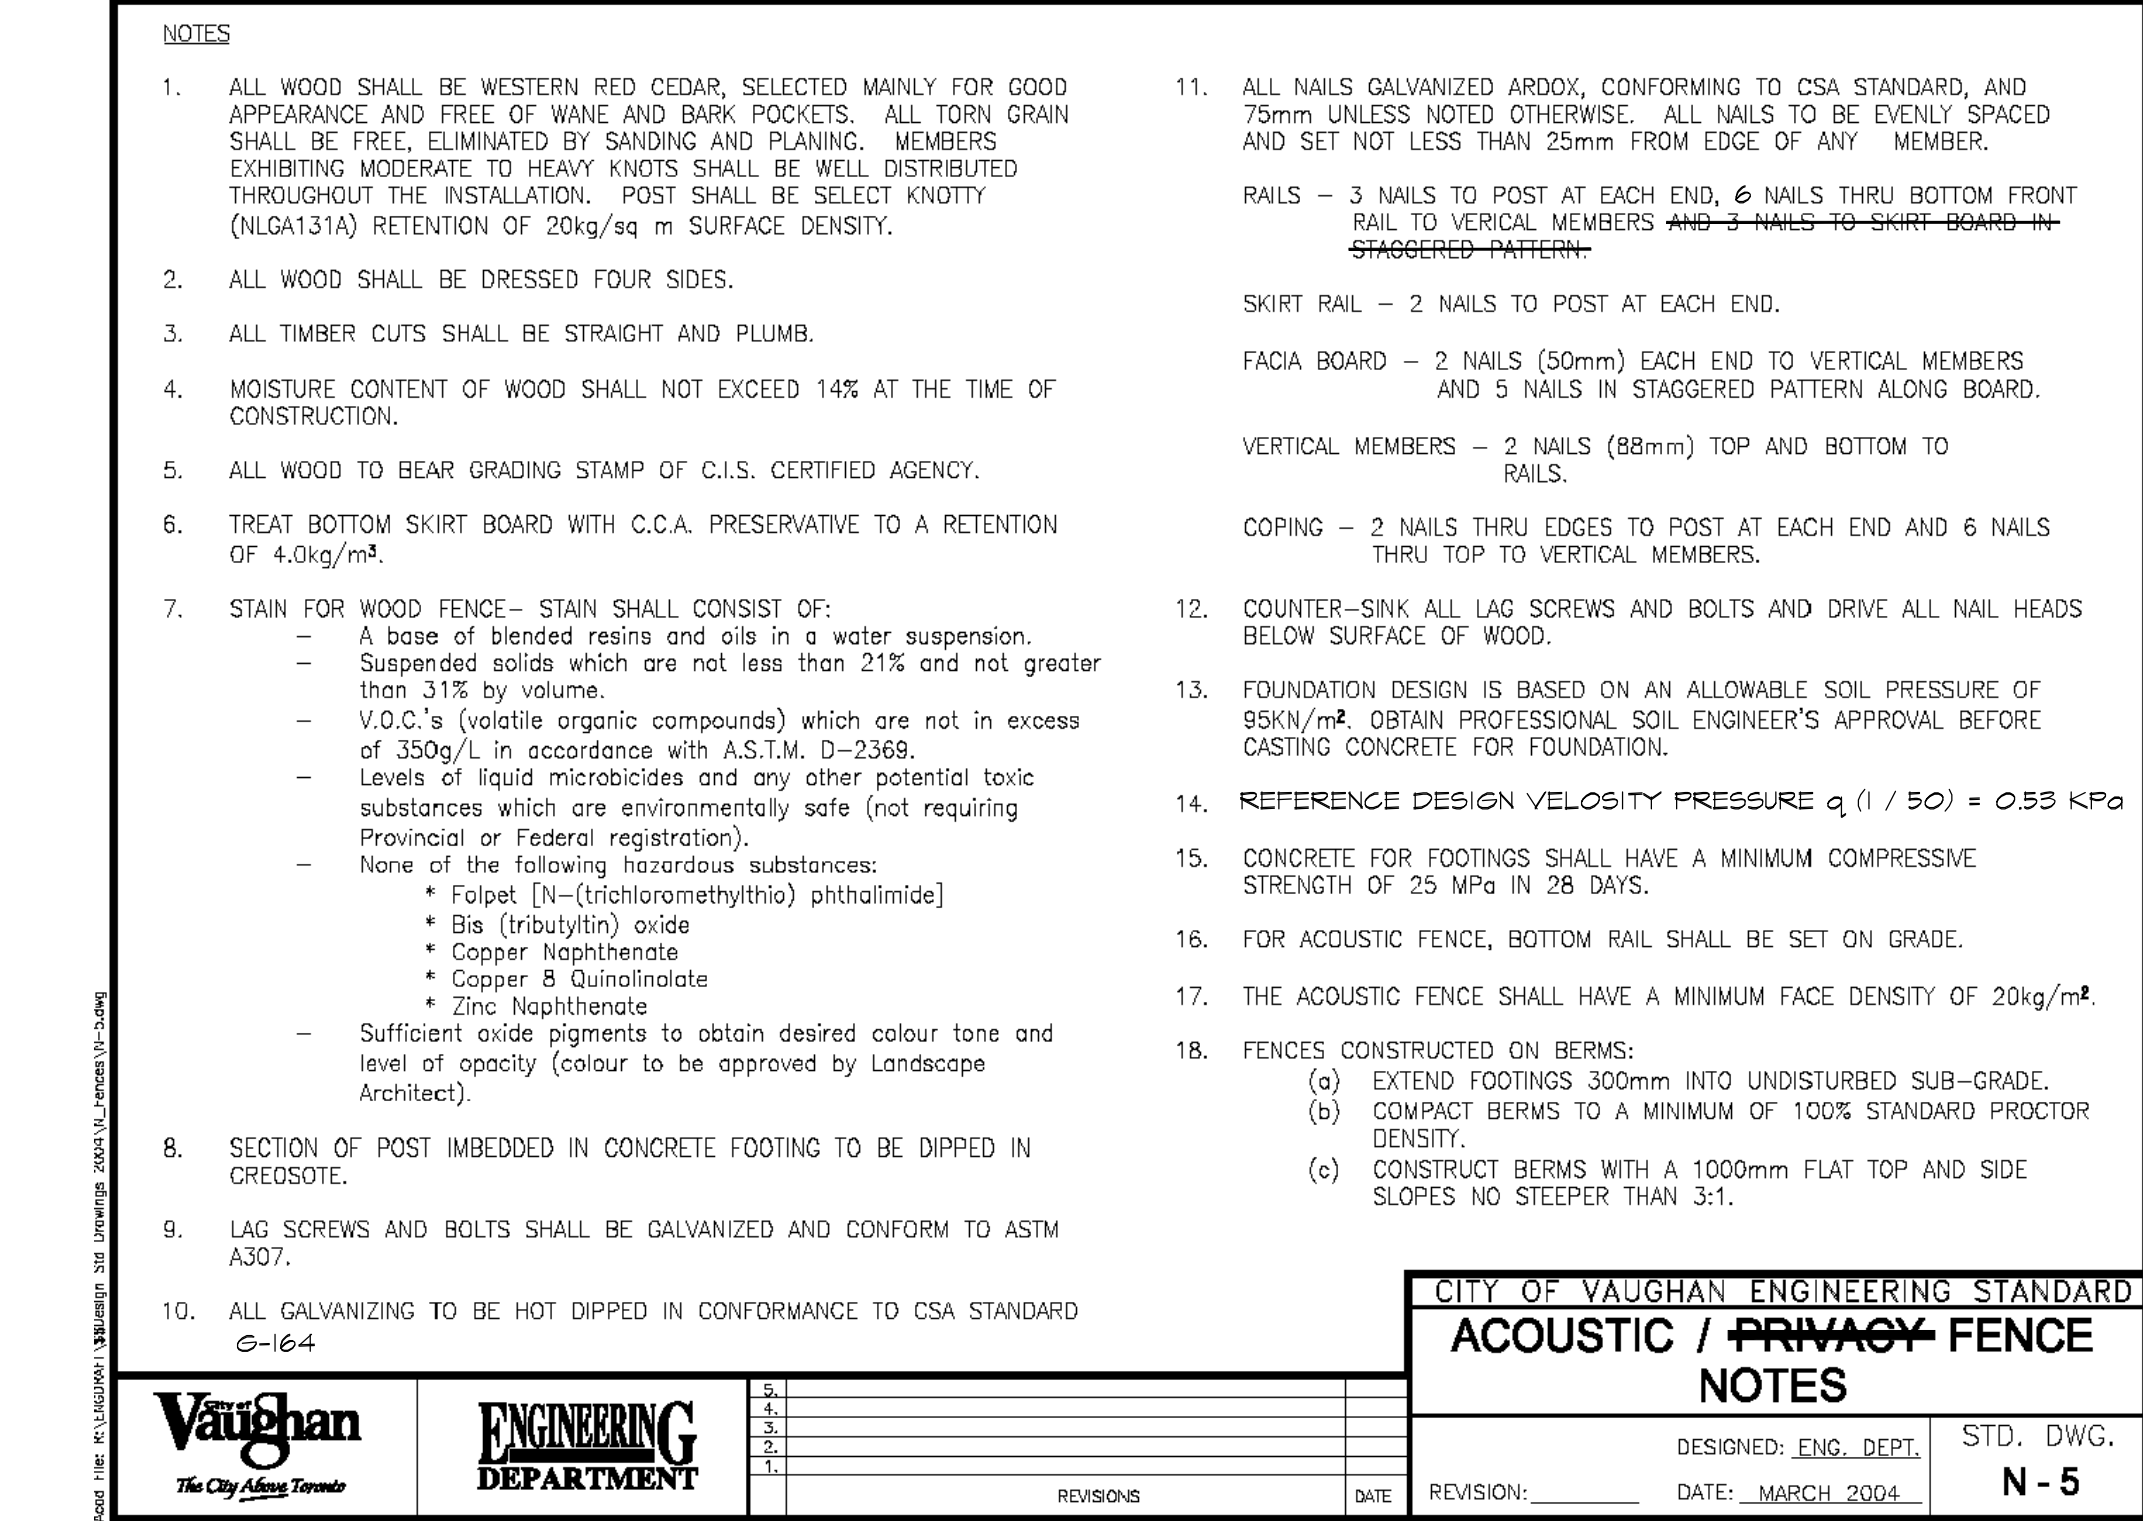 NOTES
1. ALL WOOD SHALL BE WESTERN RED CEDAR, SELECTED MAINLY FOR GOOD
APPEARANCE AND FREE OF WANE AND BARK POCKETS. ALL TORN GRAIN
SHALL BE FREE, ELIMINATED BY SANDING AND PLANING. MEMBERS
EXHIBITING MODERATE TO HEAVY KNOTS SHALL BE WELL DISTRIBUTED
THROUGHOUT THE INSTALLATION. POST SHALL BE SELECT KNOTTY
(NLGA131A) RETENTION OF 20kg/sq m SURFACE DENSITY.
2. ALL WOOD SHALL BE DRESSED FOUR SIDES.
3. ALL TIMBER CUTS SHALL BE STRAIGHT AND PLUMB.
4. MOISTURE CONTENT OF WOOD SHALL NOT EXCEED 14% AT THE TIME OF
CONSTRUCTION.
5. ALL WOOD TO BEAR GRADING STAMP OF C.I.S. CERTIFIED AGENCY.
6. TREAT BOTTOM SKIRT BOARD WITH C.C.A. PRESERVATIVE TO A RETENTION
OF 4.0kg/m³.
7. STAIN FOR WOOD FENCE– STAIN SHALL CONSIST OF:
– A base of blended resins and oils in a water suspension.
– Suspended solids which are not less than 21% and not greater
than 31% by volume.
– V.O.C.'s (volatile organic compounds) which are not in excess
of 350g/L in accordance with A.S.T.M. D–2369.
– Levels of liquid microbicides and any other potential toxic
substances which are environmentally safe (not requiring
Provincial or Federal registration).
– None of the following hazardous substances:
* Folpet [N–(trichloromethylthio) phthalimide]
* Bis (tributyltin) oxide
* Copper Naphthenate
* Copper 8 Quinolinolate
* Zinc Naphthenate
– Sufficient oxide pigments to obtain desired colour tone and
level of opacity (colour to be approved by Landscape
Architect).
8. SECTION OF POST IMBEDDED IN CONCRETE FOOTING TO BE DIPPED IN
CREOSOTE.
9. LAG SCREWS AND BOLTS SHALL BE GALVANIZED AND CONFORM TO ASTM
A307.
10. ALL GALVANIZING TO BE HOT DIPPED IN CONFORMANCE TO CSA STANDARD
G-164
11. ALL NAILS GALVANIZED ARDOX, CONFORMING TO CSA STANDARD, AND
75mm UNLESS NOTED OTHERWISE. ALL NAILS TO BE EVENLY SPACED
AND SET NOT LESS THAN 25mm FROM EDGE OF ANY MEMBER.
RAILS – 3 NAILS TO POST AT EACH END, 6 NAILS THRU BOTTOM FRONT
RAIL TO VERICAL MEMBERS AND 3 NAILS TO SKIRT BOARD IN
STAGGERED PATTERN.
SKIRT RAIL – 2 NAILS TO POST AT EACH END.
FACIA BOARD – 2 NAILS (50mm) EACH END TO VERTICAL MEMBERS
AND 5 NAILS IN STAGGERED PATTERN ALONG BOARD.
VERTICAL MEMBERS – 2 NAILS (88mm) TOP AND BOTTOM TO
RAILS.
COPING – 2 NAILS THRU EDGES TO POST AT EACH END AND 6 NAILS
THRU TOP TO VERTICAL MEMBERS.
12. COUNTER–SINK ALL LAG SCREWS AND BOLTS AND DRIVE ALL NAIL HEADS
BELOW SURFACE OF WOOD.
13. FOUNDATION DESIGN IS BASED ON AN ALLOWABLE SOIL PRESSURE OF
95KN/m². OBTAIN PROFESSIONAL SOIL ENGINEER'S APPROVAL BEFORE
CASTING CONCRETE FOR FOUNDATION.
14. REFERENCE DESIGN VELOSITY PRESSURE q (1 / 50) = 0.53 KPa
15. CONCRETE FOR FOOTINGS SHALL HAVE A MINIMUM COMPRESSIVE
STRENGTH OF 25 MPa IN 28 DAYS.
16. FOR ACOUSTIC FENCE, BOTTOM RAIL SHALL BE SET ON GRADE.
17. THE ACOUSTIC FENCE SHALL HAVE A MINIMUM FACE DENSITY OF 20kg/m².
18. FENCES CONSTRUCTED ON BERMS:
(a) EXTEND FOOTINGS 300mm INTO UNDISTURBED SUB–GRADE.
(b) COMPACT BERMS TO A MINIMUM OF 100% STANDARD PROCTOR
DENSITY.
(c) CONSTRUCT BERMS WITH A 1000mm FLAT TOP AND SIDE
SLOPES NO STEEPER THAN 3:1.
Acad File: R:\ENGDRAFT\$$Design Std Drawings 2004\N_Fences\N-5.dwg
City of
Vaughan
The City Above Toronto
ENGINEERING
DEPARTMENT
5.
4.
3.
2.
1.
REVISIONS DATE
CITY OF VAUGHAN ENGINEERING STANDARD
ACOUSTIC / PRIVACY FENCE
NOTES
DESIGNED: ENG. DEPT.
REVISION: DATE: MARCH 2004
STD. DWG.
N - 5